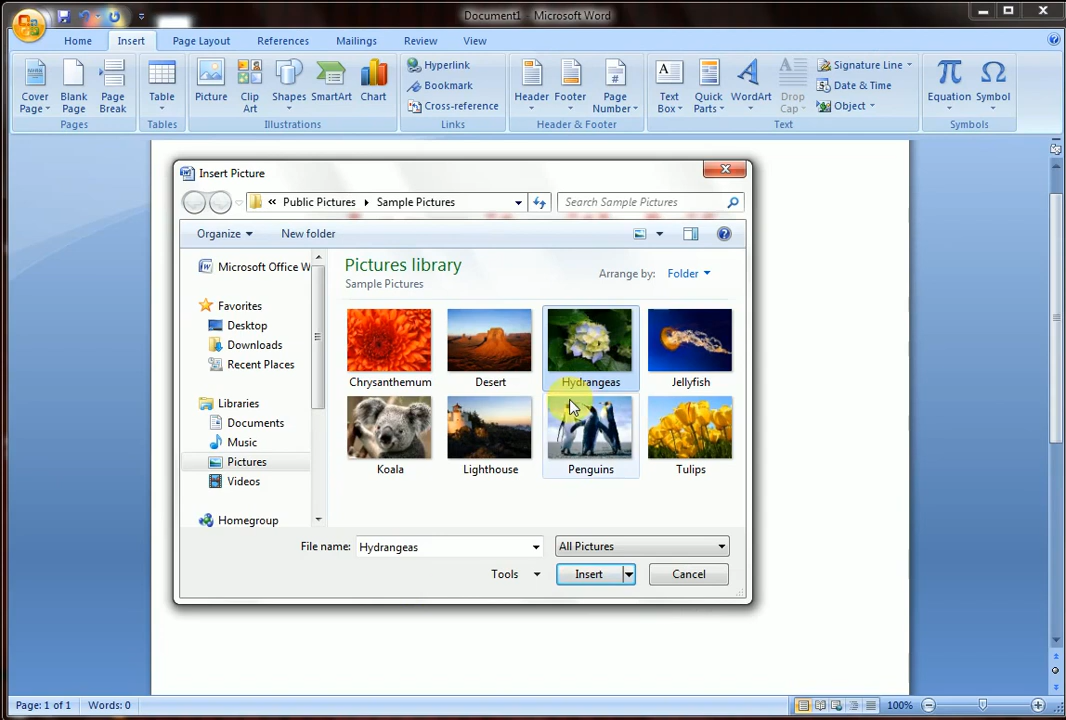 Document1 - Microsoft Word
Home Insert Page Layout References Mailings Review View
Cover Page Blank Page Page Break Table Picture Clip Art Shapes SmartArt Chart Hyperlink Bookmark Cross-reference Header Footer Page Number Text Box Quick Parts WordArt Drop Cap Signature Line Date & Time Object Equation Symbol
Pages Tables Illustrations Links Header & Footer Text Symbols
Insert Picture
« Public Pictures Sample Pictures Search Sample Pictures
Organize New folder
Microsoft Office W
Favorites
Desktop
Downloads
Recent Places
Libraries
Documents
Music
Pictures
Videos
Homegroup
Pictures library
Sample Pictures
Arrange by: Folder
Chrysanthemum Desert Hydrangeas Jellyfish
Koala Lighthouse Penguins Tulips
File name: Hydrangeas All Pictures
Tools Insert Cancel
Page: 1 of 1 Words: 0 100%